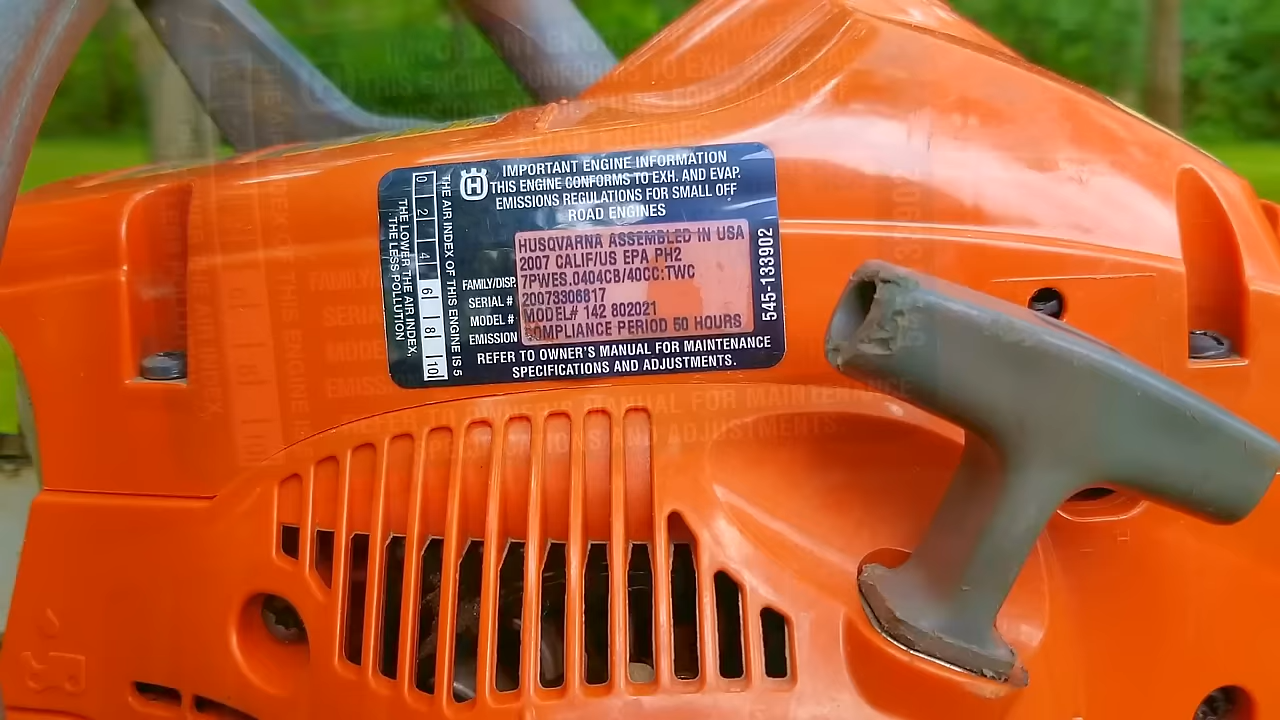 IMPORTANT ENGINE INFORMATION
THIS ENGINE CONFORMS TO EXH. AND EVAP.
EMISSIONS REGULATIONS FOR SMALL OFF
ROAD ENGINES
HUSQVARNA ASSEMBLED IN USA
2007 CALIF/US EPA PH2
FAMILY/DISP. 7PWES.0404CB/40CC:TWC
SERIAL # 20073306817
MODEL # MODEL# 142 802021
EMISSION COMPLIANCE PERIOD 50 HOURS
REFER TO OWNER'S MANUAL FOR MAINTENANCE
SPECIFICATIONS AND ADJUSTMENTS.
THE AIR INDEX OF THIS ENGINE IS 5
0 2 4 6 8 10
THE LOWER THE AIR INDEX,
THE LESS POLLUTION
545-133902